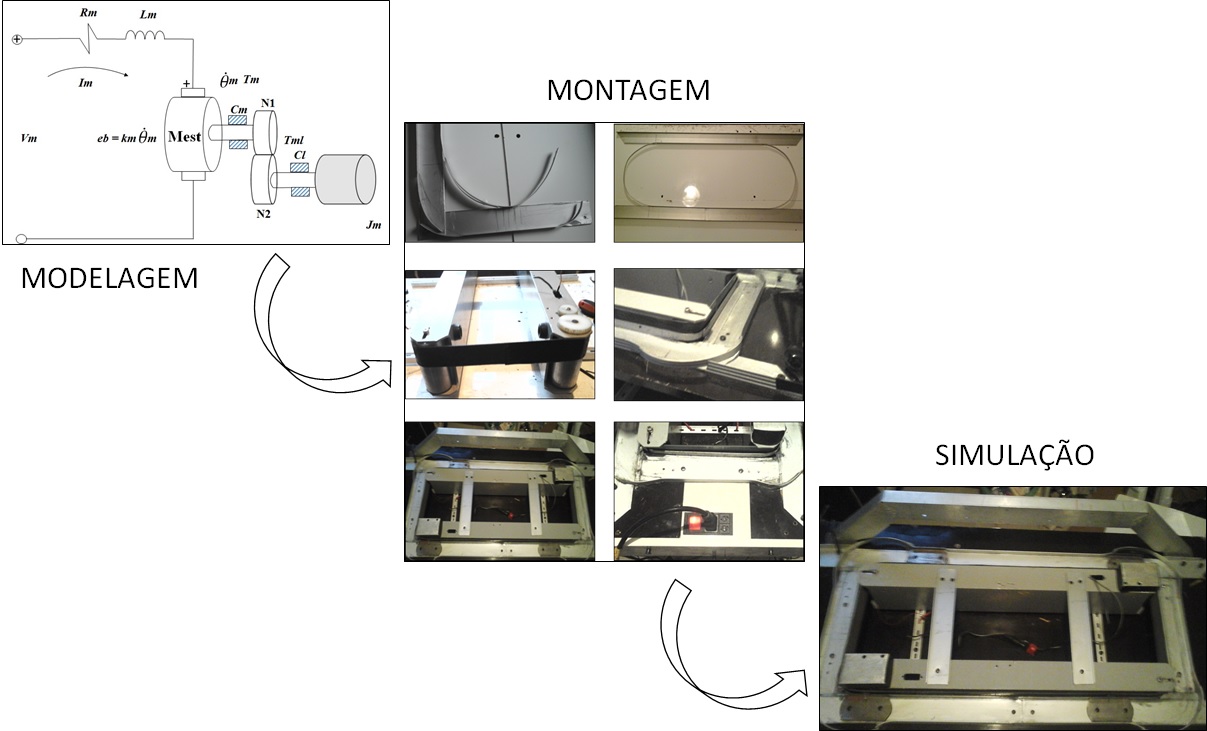 Rm
Lm
+
Im
+
θ̇m Tm
Cm
N1
Vm
eb = km θ̇m
Mest
Tml
Cl
N2
Jm
MODELAGEM
MONTAGEM
SIMULAÇÃO